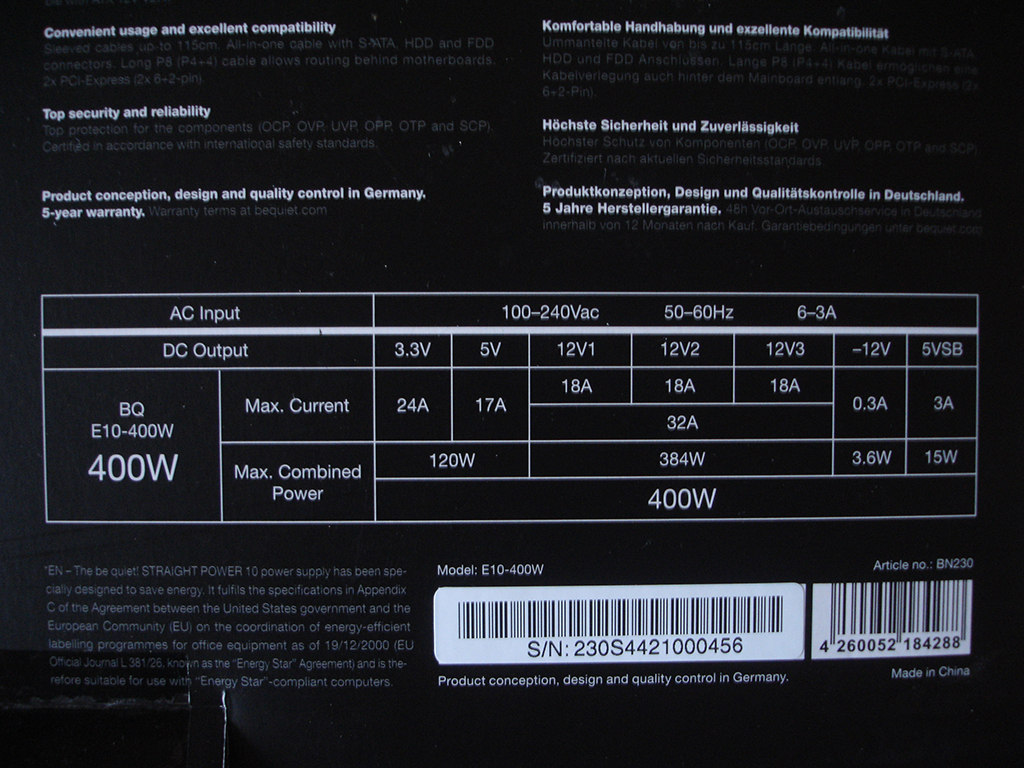 Convenient usage and excellent compatibility
Sleeved cables up to 115cm. All-in-one cable with S-ATA, HDD and FDD
connectors. Long P8 (P4+4) cable allows routing behind motherboards.
2x PCI-Express (2x 6+2-pin).
Top security and reliability
Top protection for the components (OCP, OVP, UVP, OPP, OTP and SCP).
Certified in accordance with international safety standards.
Product conception, design and quality control in Germany.
5-year warranty. Warranty terms at bequiet.com
Komfortable Handhabung und exzellente Kompatibilität
Ummantelte Kabel von bis zu 115cm Länge. All-in-one Kabel mit S-ATA,
HDD und FDD Anschlüssen. Lange P8 (P4+4) Kabel ermöglichen eine
Kabelverlegung auch hinter dem Mainboard entlang. 2x PCI-Express (2x
6+2-Pin).
Höchste Sicherheit und Zuverlässigkeit
Höchster Schutz von Komponenten (OCP, OVP, UVP, OPP, OTP und SCP).
Zertifiziert nach aktuellen Sicherheitsstandards.
Produktkonzeption, Design und Qualitätskontrolle in Deutschland.
5 Jahre Herstellergarantie. 48h Vor-Ort-Austauschservice in Deutschland
innerhalb von 12 Monaten nach Kauf. Garantiebedingungen unter bequiet.com
AC Input 100–240Vac 50–60Hz 6–3A
DC Output 3.3V 5V 12V1 12V2 12V3 –12V 5VSB
BQ
E10-400W
400W
Max. Current 24A 17A 18A 18A 18A 0.3A 3A
32A
Max. Combined
Power
120W 384W 3.6W 15W
400W
*EN – The be quiet! STRAIGHT POWER 10 power supply has been spe-
cially designed to save energy. It fulfils the specifications in Appendix
C of the Agreement between the United States government and the
European Community (EU) on the coordination of energy-efficient
labelling programmes for office equipment as of 19/12/2000 (EU
Official Journal L 381/26. known as the "Energy Star" Agreement) and is the-
refore suitable for use with "Energy Star"-compliant computers.
Model: E10-400W
S/N: 230S4421000456
Product conception, design and quality control in Germany.
Article no.: BN230
4 260052 184288
Made in China